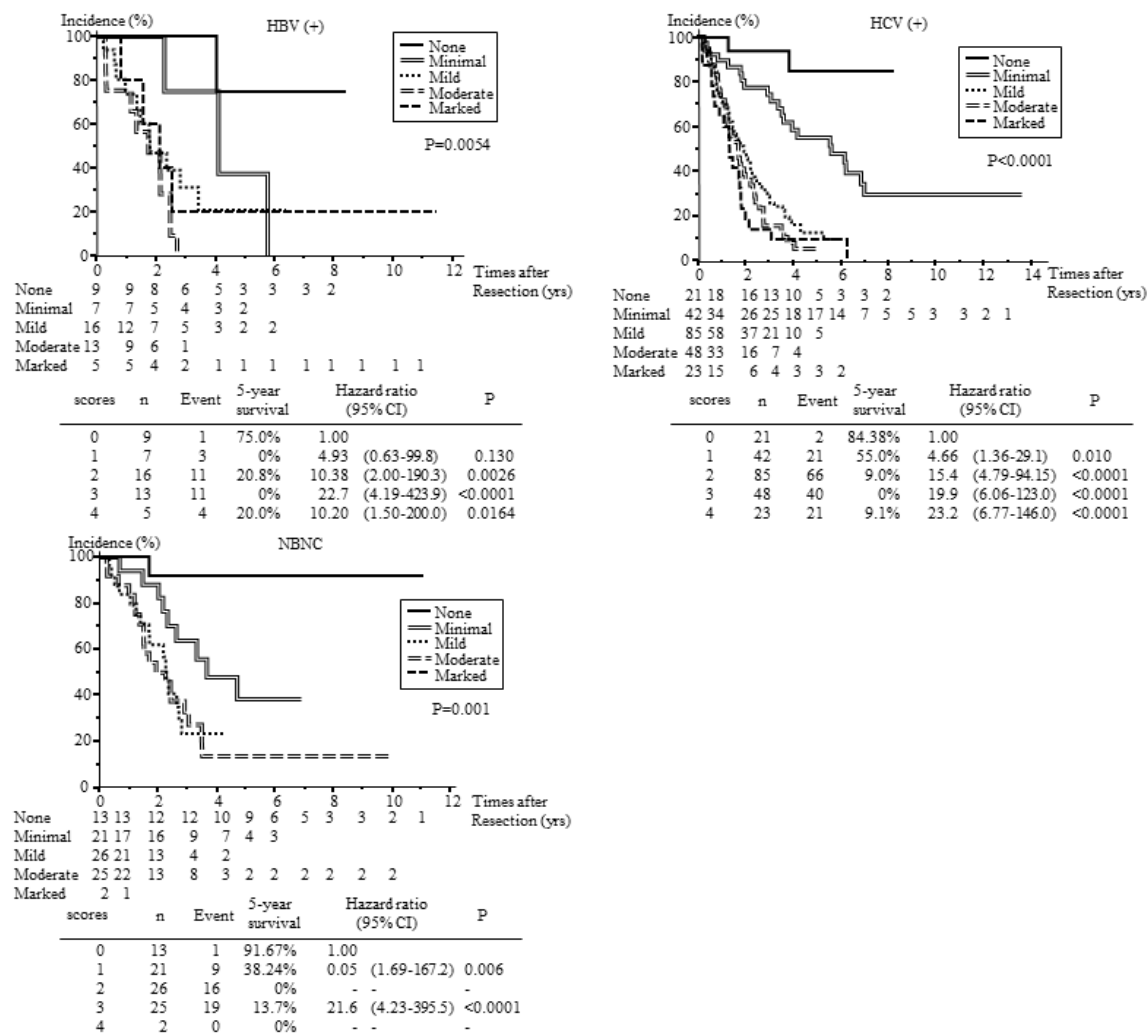 Incidence (%)
HBV (+)
100
80
60
40
20
0
None
Minimal
Mild
Moderate
Marked
P=0.0054
0 2 4 6 8 10 12
Times after
Resection (yrs)
None 9 9 8 6 5 3 3 3 2
Minimal 7 7 5 4 3 2
Mild 16 12 7 5 3 2 2
Moderate 13 9 6 1
Marked 5 5 4 2 1 1 1 1 1 1 1 1
scores n Event 5-year survival Hazard ratio (95% CI) P
0 9 1 75.0% 1.00
1 7 3 0% 4.93 (0.63-99.8) 0.130
2 16 11 20.8% 10.38 (2.00-190.3) 0.0026
3 13 11 0% 22.7 (4.19-423.9) <0.0001
4 5 4 20.0% 10.20 (1.50-200.0) 0.0164
Incidence (%)
HCV (+)
100
80
60
40
20
0
None
Minimal
Mild
Moderate
Marked
P<0.0001
0 2 4 6 8 10 12 14
Times after
Resection (yrs)
None 21 18 16 13 10 5 3 3 2
Minimal 42 34 26 25 18 17 14 7 5 5 3 3 2 1
Mild 85 58 37 21 10 5
Moderate 48 33 16 7 4
Marked 23 15 6 4 3 3 2
scores n Event 5-year survival Hazard ratio (95% CI) P
0 21 2 84.38% 1.00
1 42 21 55.0% 4.66 (1.36-29.1) 0.010
2 85 66 9.0% 15.4 (4.79-94.15) <0.0001
3 48 40 0% 19.9 (6.06-123.0) <0.0001
4 23 21 9.1% 23.2 (6.77-146.0) <0.0001
Incidence (%)
NBNC
100
80
60
40
20
0
None
Minimal
Mild
Moderate
Marked
P=0.001
0 2 4 6 8 10 12
Times after
Resection (yrs)
None 13 13 12 12 10 9 6 5 3 3 2 1
Minimal 21 17 16 9 7 4 3
Mild 26 21 13 4 2
Moderate 25 22 13 8 3 2 2 2 2 2 2
Marked 2 1
scores n Event 5-year survival Hazard ratio (95% CI) P
0 13 1 91.67% 1.00
1 21 9 38.24% 0.05 (1.69-167.2) 0.006
2 26 16 0% - - -
3 25 19 13.7% 21.6 (4.23-395.5) <0.0001
4 2 0 0% - - -